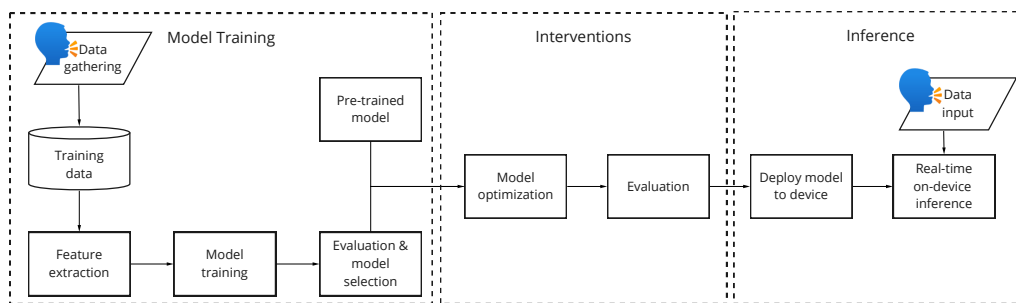 Model Training
Data
gathering
Training
data
Feature
extraction
Model
training
Evaluation &
model
selection
Pre-trained
model
Interventions
Model
optimization
Evaluation
Inference
Data
input
Deploy model
to device
Real-time
on-device
inference